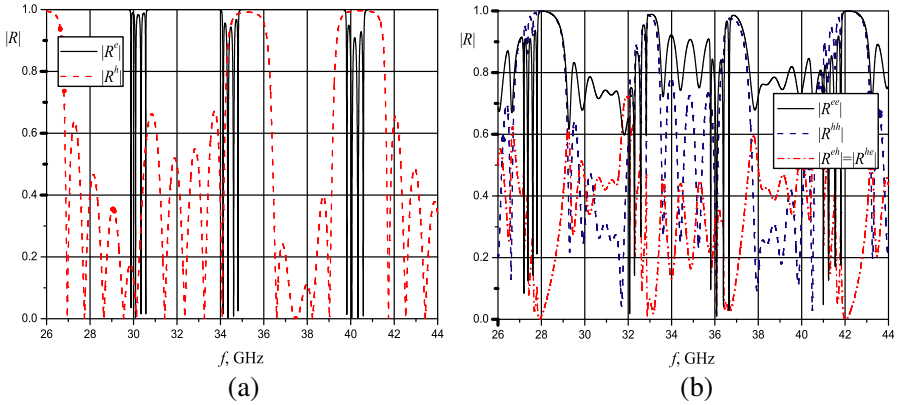 (a)
|R|
1.0
0.8
0.6
0.4
0.2
0.0
|R^e|
|R^h|
26 28 30 32 34 36 38 40 42 44
f, GHz
(b)
|R|
1.0
0.8
0.6
0.4
0.2
0.0
|R^ee|
|R^hh|
|R^eh|=|R^he|
26 28 30 32 34 36 38 40 42 44
f, GHz